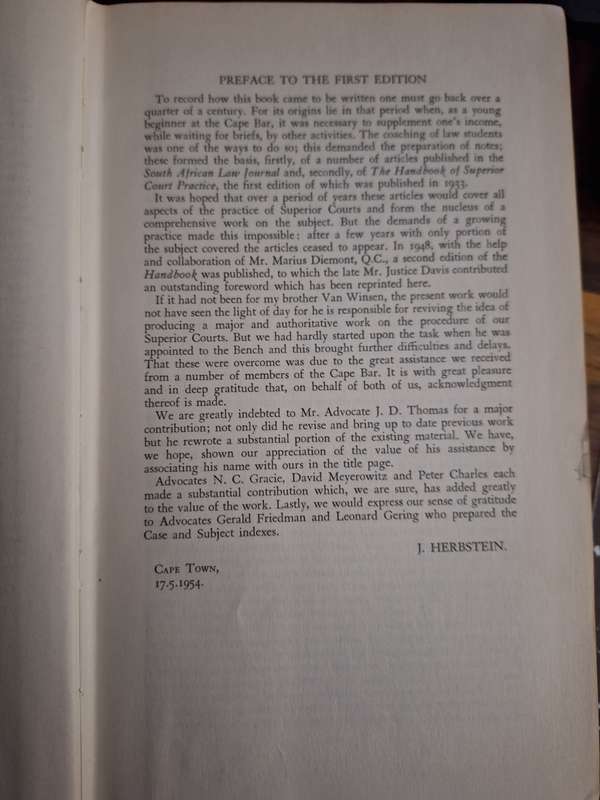 PREFACE TO THE FIRST EDITION
To record how this book came to be written one must go back over a
quarter of a century. For its origins lie in that period when, as a young
beginner at the Cape Bar, it was necessary to supplement one's income,
while waiting for briefs, by other activities. The coaching of law students
was one of the ways to do so; this demanded the preparation of notes;
these formed the basis, firstly, of a number of articles published in the
South African Law Journal and, secondly, of The Handbook of Superior
Court Practice, the first edition of which was published in 1933.
It was hoped that over a period of years these articles would cover all
aspects of the practice of Superior Courts and form the nucleus of a
comprehensive work on the subject. But the demands of a growing
practice made this impossible; after a few years with only portion of
the subject covered the articles ceased to appear. In 1948, with the help
and collaboration of Mr. Marius Diemont, Q.C., a second edition of the
Handbook was published, to which the late Mr. Justice Davis contributed
an outstanding foreword which has been reprinted here.
If it had not been for my brother Van Winsen, the present work would
not have seen the light of day for he is responsible for reviving the idea of
producing a major and authoritative work on the procedure of our
Superior Courts. But we had hardly started upon the task when he was
appointed to the Bench and this brought further difficulties and delays.
That these were overcome was due to the great assistance we received
from a number of members of the Cape Bar. It is with great pleasure
and in deep gratitude that, on behalf of both of us, acknowledgment
thereof is made.
We are greatly indebted to Mr. Advocate J. D. Thomas for a major
contribution; not only did he revise and bring up to date previous work
but he rewrote a substantial portion of the existing material. We have,
we hope, shown our appreciation of the value of his assistance by
associating his name with ours in the title page.
Advocates N. C. Gracie, David Meyerowitz and Peter Charles each
made a substantial contribution which, we are sure, has added greatly
to the value of the work. Lastly, we would express our sense of gratitude
to Advocates Gerald Friedman and Leonard Gering who prepared the
Case and Subject indexes.
J. HERBSTEIN.
CAPE TOWN,
17.5.1954.